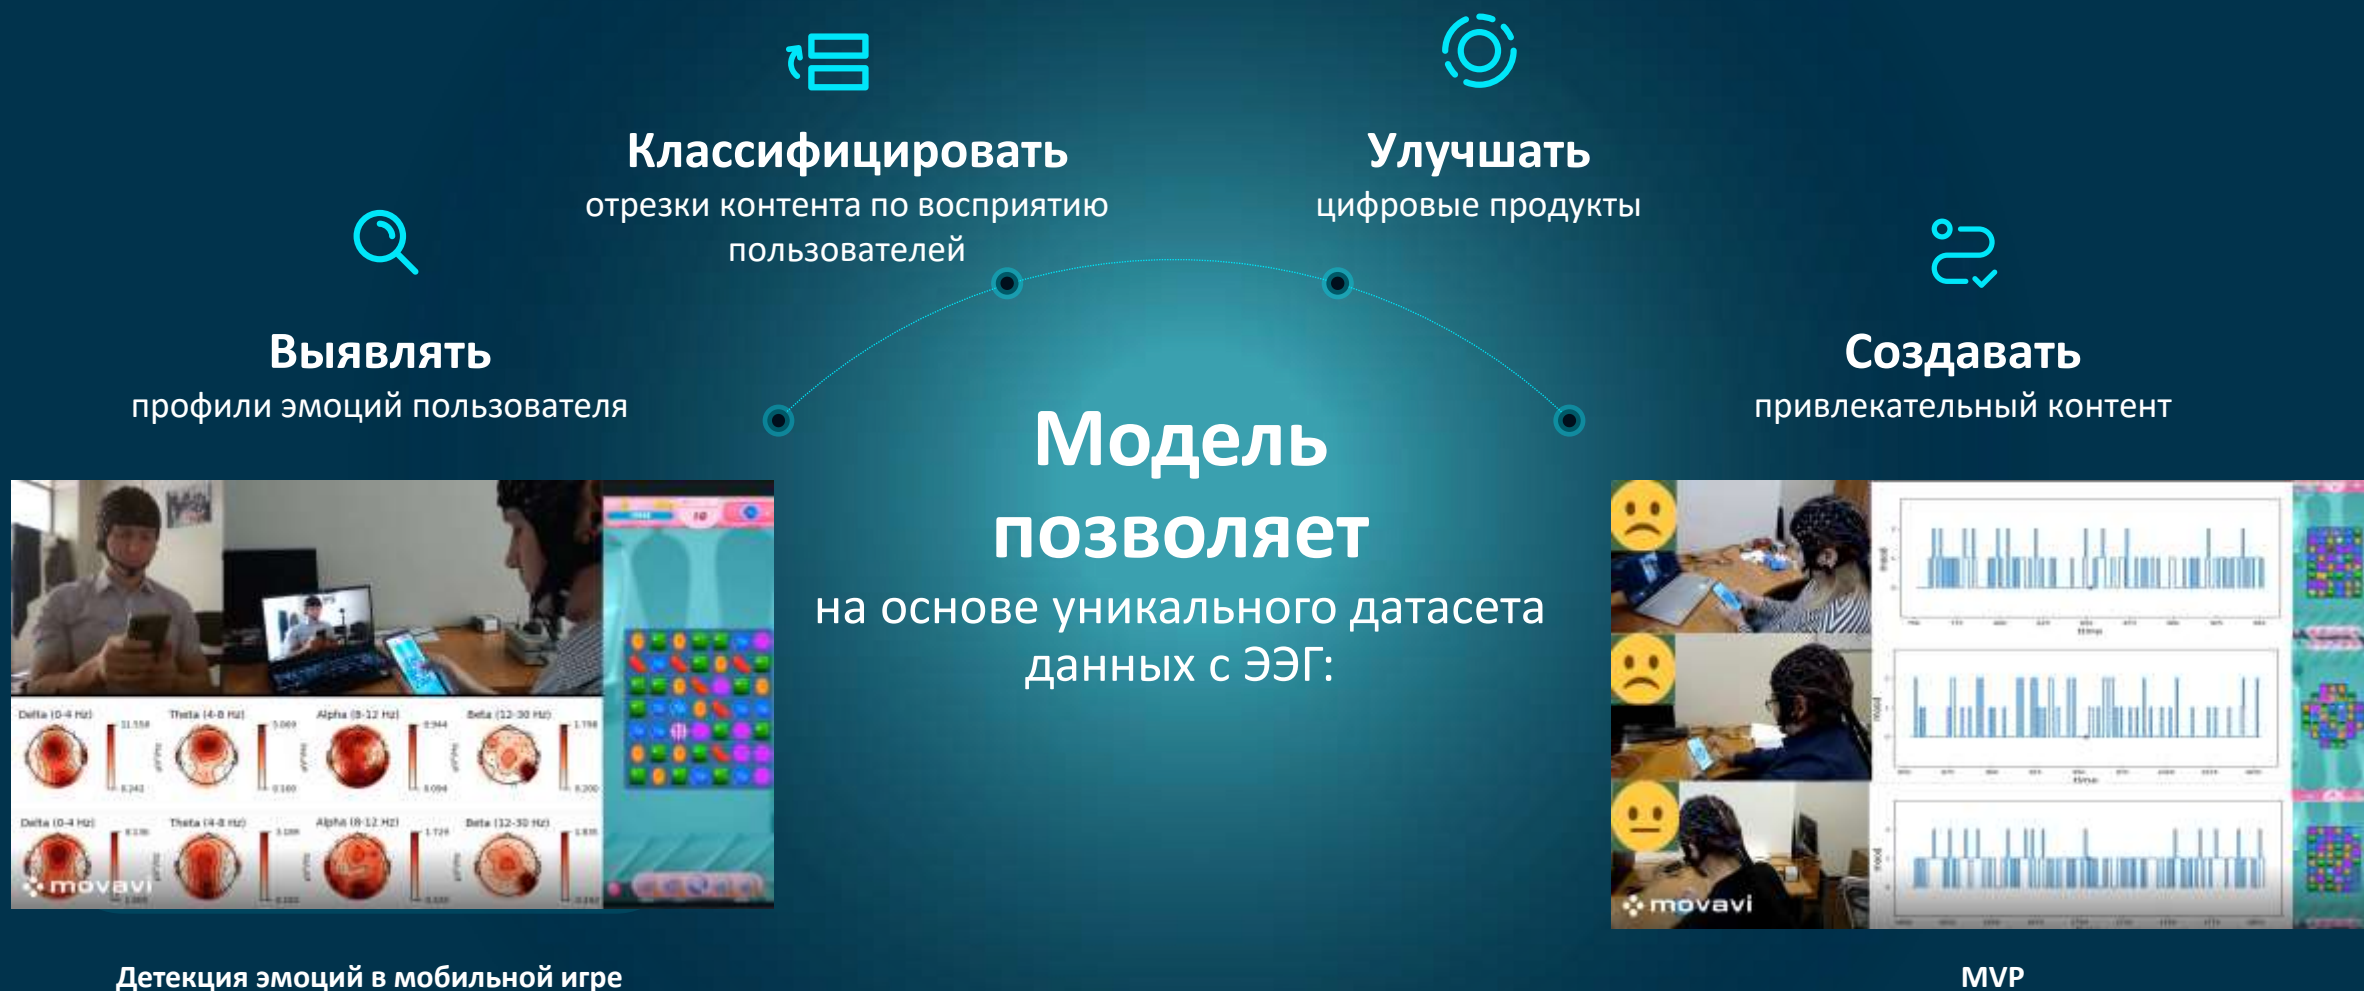 Классифицировать
отрезки контента по восприятию
пользователей
Улучшать
цифровые продукты
Выявлять
профили эмоций пользователя
Создавать
привлекательный контент
Модель
позволяет
на основе уникального датасета
данных с ЭЭГ:
Delta (0-4 Hz)
Theta (4-8 Hz)
Alpha (8-12 Hz)
Beta (12-30 Hz)
Delta (0-4 Hz)
Theta (4-8 Hz)
Alpha (8-12 Hz)
Beta (12-30 Hz)
movavi
time
time
movavi
Детекция эмоций в мобильной игре
MVP